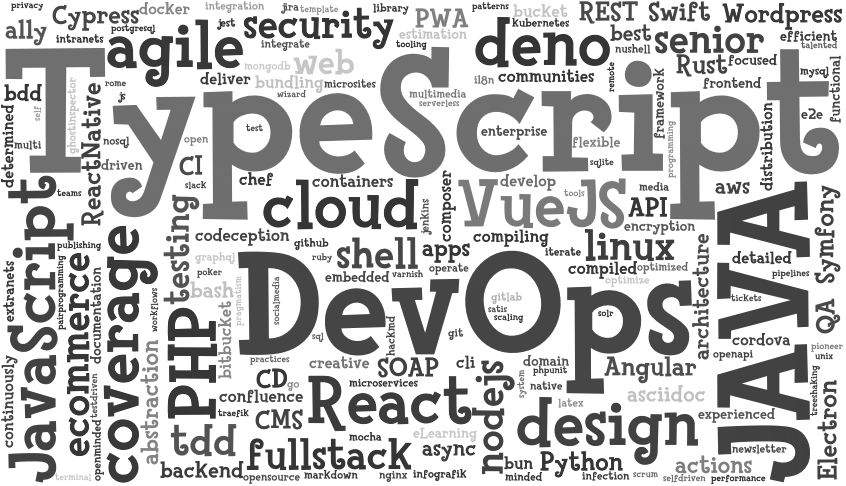 privacy
Cypress
docker
integration
jira
template
library
PWA
patterns
bucket
kubernetes
REST
Swift
Wordpress
a11y
intranets
postgresql
agile
jest
security
integrate
tooling
estimation
deno
best
nushell
senior
efficient
talented
TypeScript
bdd
js
rome
deliver
mongodb
web
bundling
wizard
microsites
multimedia
serverless
i18n
communities
remote
framework
Rust
focused
frontend
mysql
functional
determined
self
ghostinspector
ReactNative
nosql
open
test
enterprise
flexible
sqlite
programming
distribution
e2e
multi
driven
CI
slack
teams
chef
containers
cloud
jenkins
composer
VueJS
develop
tools
media
API
aws
encryption
JavaScript
extranets
publishing
pairprogramming
ecommerce
documentation
coverage
workflows
testing
codeception
graphql
github
ruby
poker
shell
embedded
varnish
apps
operate
compiling
iterate
linux
compiled
optimized
optimize
architecture
JAVA
detailed
pipelines
Symfony
QA
bash
pragmatism
bitbucket
socialmedia
DevOps
gitlab
satis
scaling
solr
tickets
cordova
openapi
pioneer
unix
sql
hackmd
git
PHP
practices
creative
SOAP
cli
domain
phpunit
Angular
continuously
testdriven
openminded
abstraction
CD
go
microservices
confluence
traefik
CMS
React
nodejs
system
native
latex
asciidoc
experienced
treeshaking
Electron
tdd
mocha
eLearning
async
design
newsletter
fullstack
backend
terminal
opensource
markdown
nginx
infografik
bun
minded
Python
infection
scrum
actions
selfdriven
performance